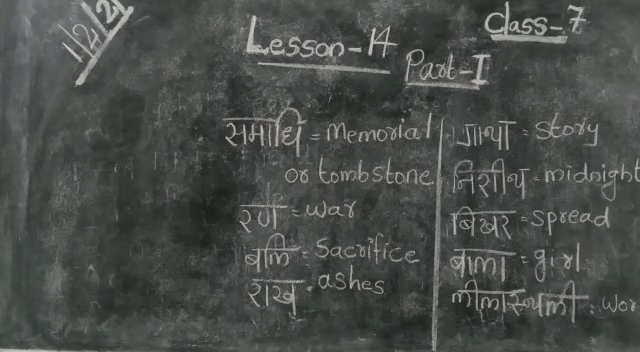 1/2/21
Lesson-14
Class-7
Part-I
समाधि = Memorial
or tombstone
रण = war
बलि = Sacrifice
राख = ashes
गाथा = story
निशीथ = midnight
बिखर = spread
बाला = girl
लीलास्थली =